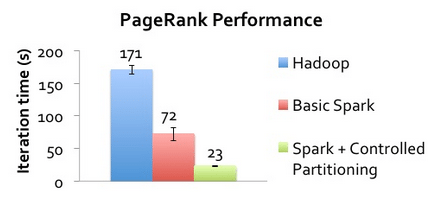 PageRank Performance
Iteration time (s)
200
150
100
50
0
171
72
23
Hadoop
Basic Spark
Spark + Controlled
Partitioning